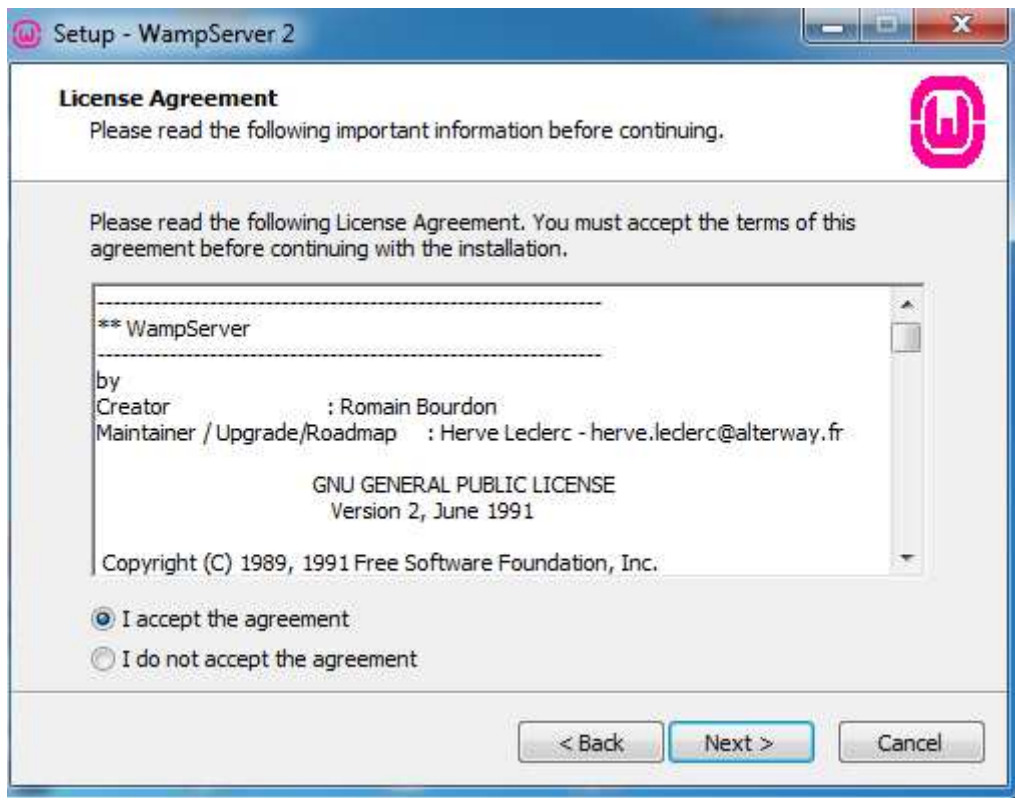 Setup - WampServer 2
License Agreement
Please read the following important information before continuing.
Please read the following License Agreement. You must accept the terms of this
agreement before continuing with the installation.
------------------------------------------------------------
** WampServer
------------------------------------------------------------
by
Creator : Romain Bourdon
Maintainer / Upgrade/Roadmap : Herve Leclerc - herve.leclerc@alterway.fr
GNU GENERAL PUBLIC LICENSE
Version 2, June 1991
Copyright (C) 1989, 1991 Free Software Foundation, Inc.
I accept the agreement
I do not accept the agreement
< Back Next > Cancel